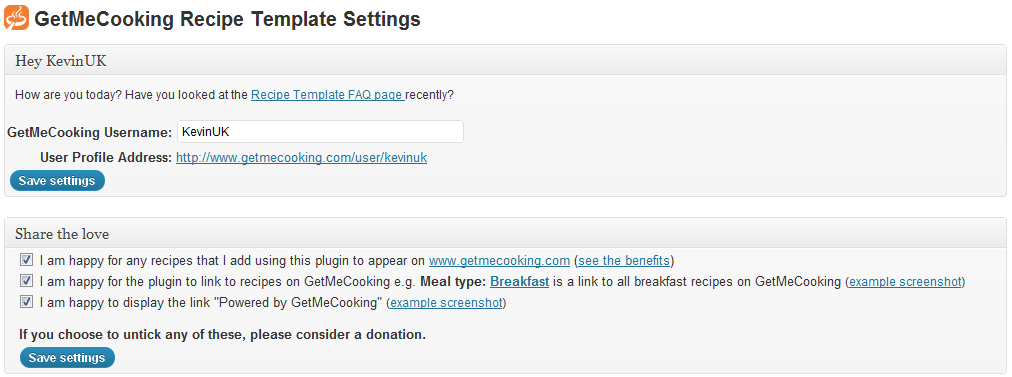 GetMeCooking Recipe Template Settings
Hey KevinUK
How are you today? Have you looked at the Recipe Template FAQ page recently?
GetMeCooking Username: KevinUK
User Profile Address: http://www.getmecooking.com/user/kevinuk
Save settings
Share the love
I am happy for any recipes that I add using this plugin to appear on www.getmecooking.com (see the benefits)
I am happy for the plugin to link to recipes on GetMeCooking e.g. Meal type: Breakfast is a link to all breakfast recipes on GetMeCooking (example screenshot)
I am happy to display the link "Powered by GetMeCooking" (example screenshot)
If you choose to untick any of these, please consider a donation.
Save settings